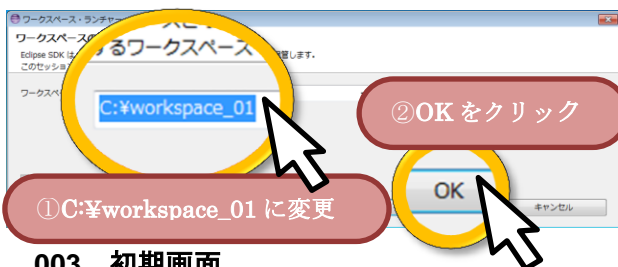 ワークスペース・ランチャー
ワークスペースの
するワークスペース
Eclipse SDK は
管します。
このセッション
ワークスペ
C:¥workspace_01
②OK をクリック
①C:¥workspace_01 に変更
OK
キャンセル
003 初期画面